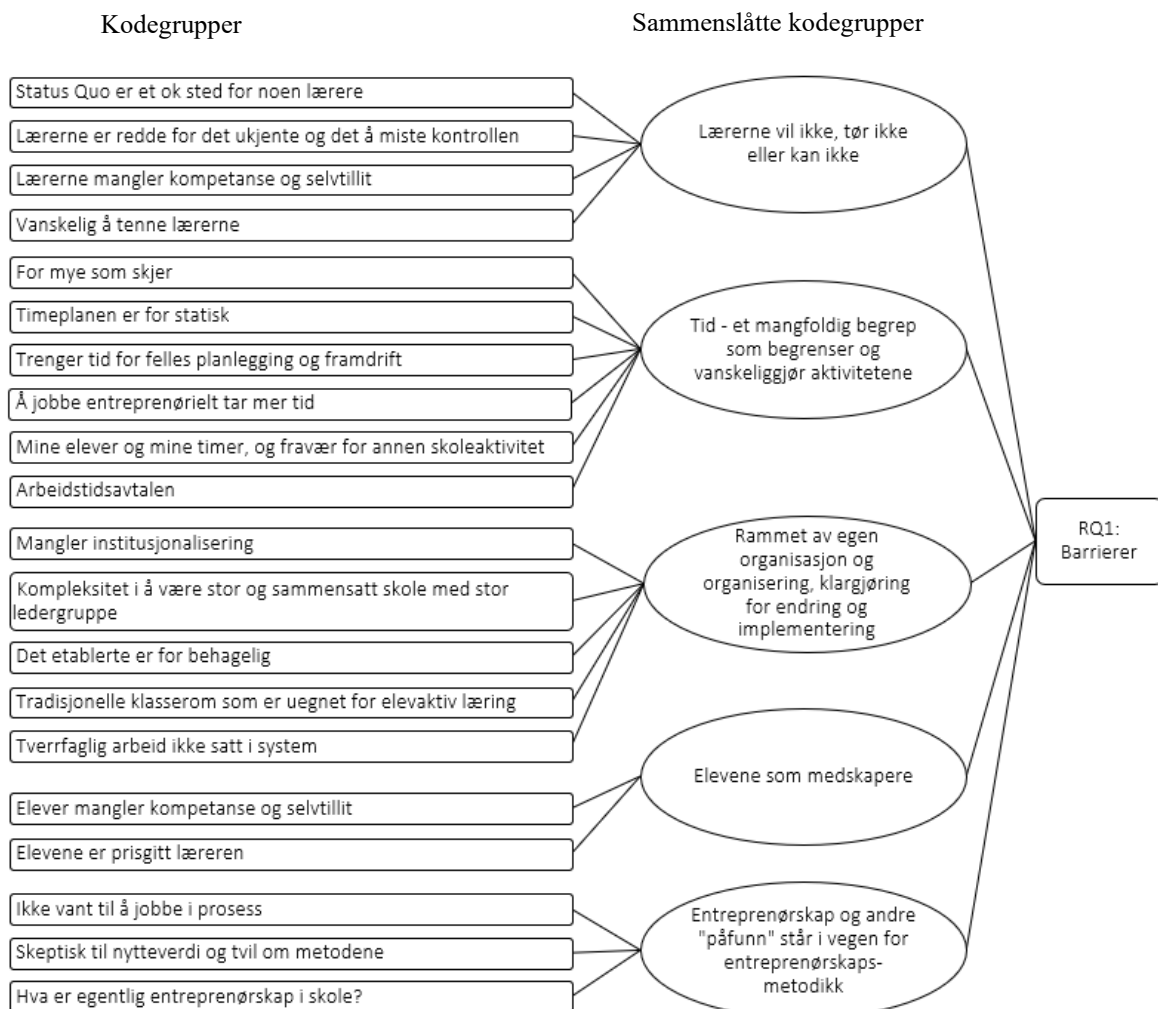 Kodegrupper
Sammenslåtte kodegrupper
Status Quo er et ok sted for noen lærere
Lærerne er redde for det ukjente og det å miste kontrollen
Lærerne mangler kompetanse og selvtillit
Vanskelig å tenne lærerne
Lærerne vil ikke, tør ikke
eller kan ikke
For mye som skjer
Timeplanen er for statisk
Trenger tid for felles planlegging og framdrift
Å jobbe entreprenørielt tar mer tid
Mine elever og mine timer, og fravær for annen skoleaktivitet
Arbeidstidsavtalen
Tid - et mangfoldig begrep
som begrenser og
vanskeliggjør aktivitetene
Mangler institusjonalisering
Kompleksitet i å være stor og sammensatt skole med stor
ledergruppe
Det etablerte er for behagelig
Tradisjonelle klasserom som er uegnet for elevaktiv læring
Tverrfaglig arbeid ikke satt i system
Rammet av egen
organisasjon og
organisering, klargjøring
for endring og
implementering
Elever mangler kompetanse og selvtillit
Elevene er prisgitt læreren
Elevene som medskapere
Ikke vant til å jobbe i prosess
Skeptisk til nytteverdi og tvil om metodene
Hva er egentlig entreprenørskap i skole?
Entreprenørskap og andre
"påfunn" står i vegen for
entreprenørskaps-
metodikk
RQ1:
Barrierer